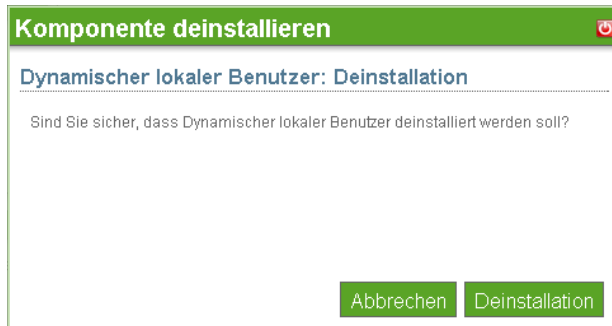 Komponente deinstallieren
Dynamischer lokaler Benutzer: Deinstallation
Sind Sie sicher, dass Dynamischer lokaler Benutzer deinstalliert werden soll?
Abbrechen Deinstallation